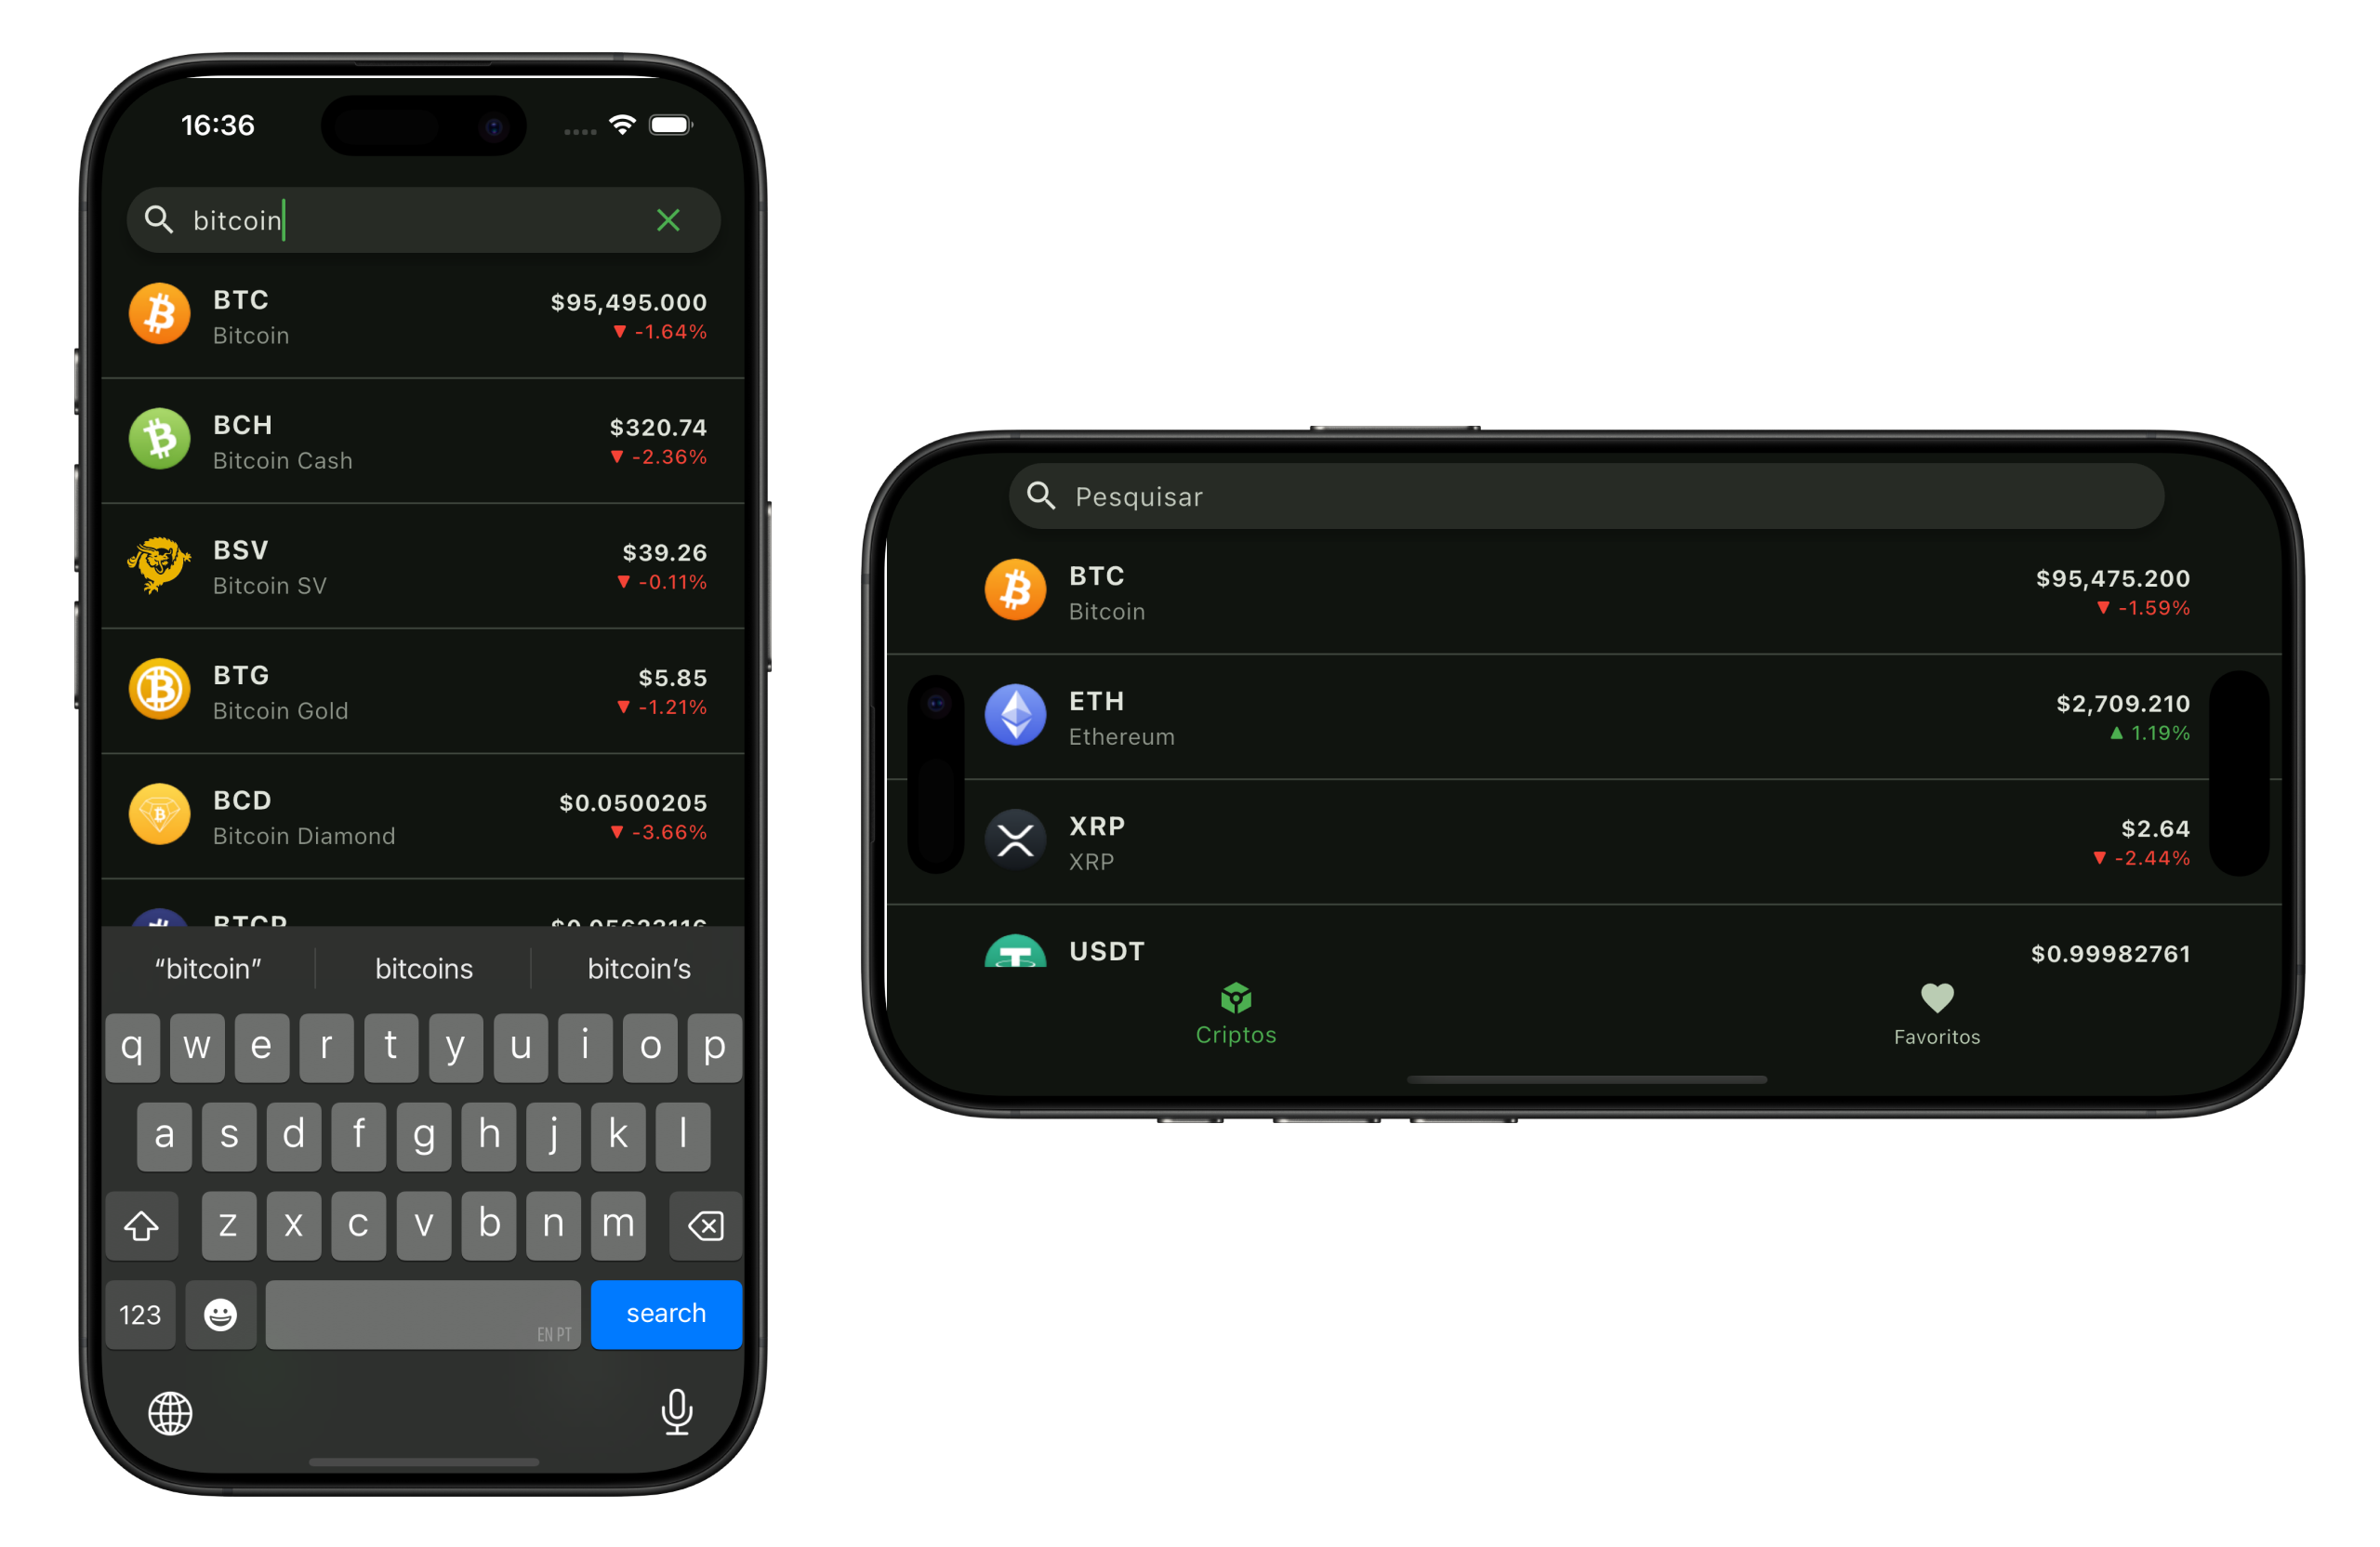 16:36
bitcoin
BTC
$95,495.000
Bitcoin
▼ -1.64%
BCH
$320.74
Bitcoin Cash
▼ -2.36%
BSV
$39.26
Bitcoin SV
▼ -0.11%
BTG
$5.85
Bitcoin Gold
▼ -1.21%
BCD
$0.0500205
Bitcoin Diamond
▼ -3.66%
“bitcoin” bitcoins bitcoin’s
q w e r t y u i o p
a s d f g h j k l
z x c v b n m
123 EN PT search
Pesquisar
BTC
$95,475.200
Bitcoin
▼ -1.59%
ETH
$2,709.210
Ethereum
▲ 1.19%
XRP
$2.64
XRP
▼ -2.44%
USDT
$0.99982761
Criptos
Favoritos